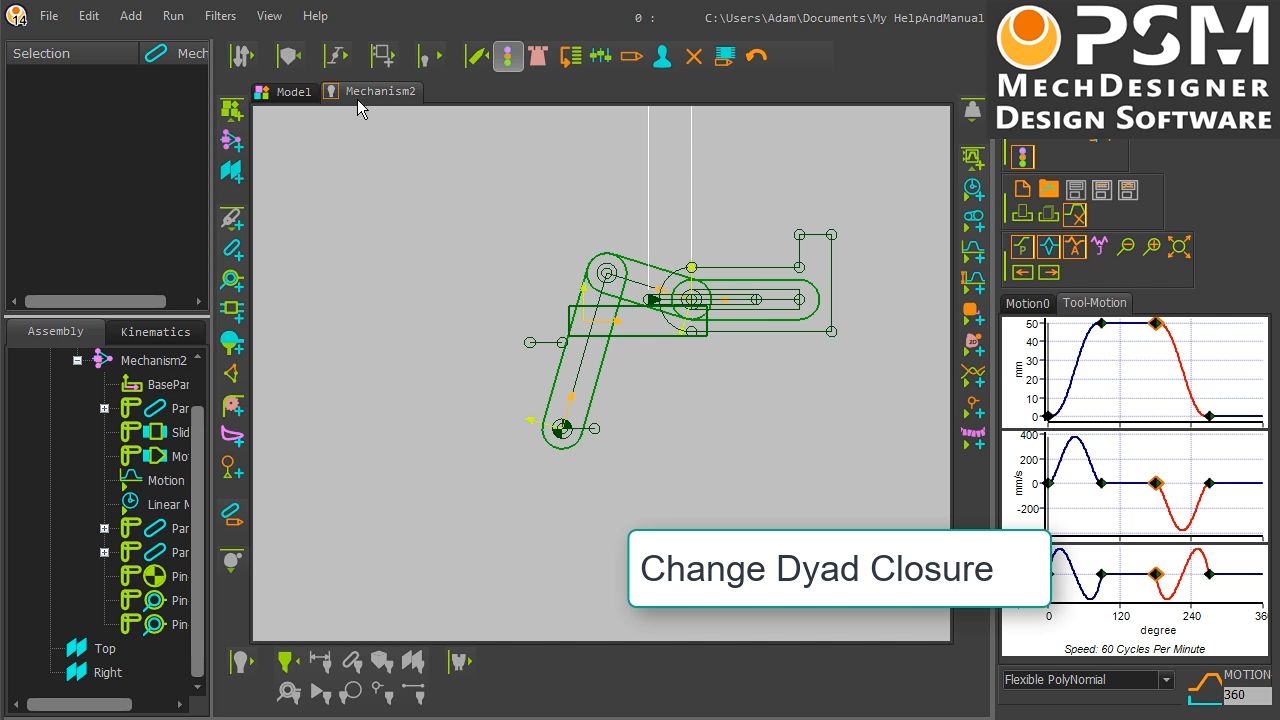 File Edit Add Run Filters View Help
0 : C:\Users\Adam\Documents\My HelpAndManual
14
PSM
MechDesigner
Design Software
Selection Mech
Model Mechanism2
Assembly Kinematics
Mechanism2
BasePar
Par
Slid
Mo
Motion
Linear M
Par
Par
Pin
Pin
Pin
Top
Right
Motion0 Tool-Motion
50
40
30
20
10
0
mm
400
200
0
-200
mm/s
0 120 240 36
degree
Speed: 60 Cycles Per Minute
Flexible PolyNomial
MOTION
360
Change Dyad Closure